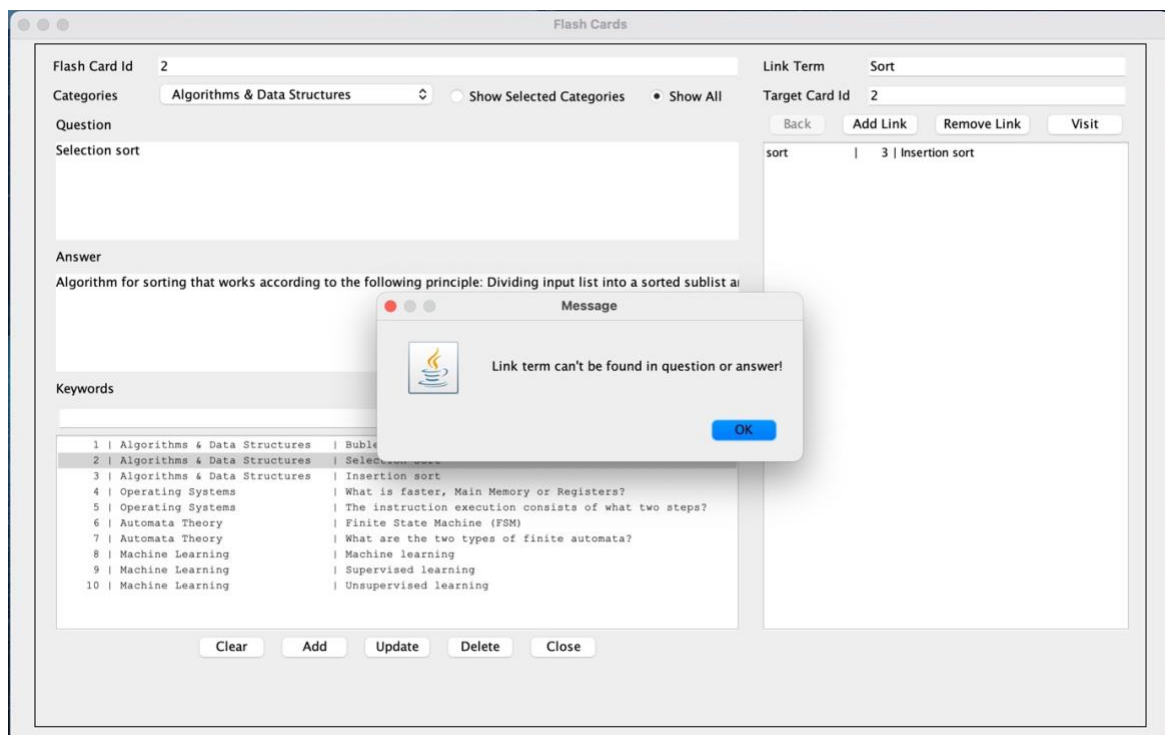 Flash Cards
Flash Card Id 2
Categories Algorithms & Data Structures Show Selected Categories Show All
Question
Selection sort
Answer
Algorithm for sorting that works according to the following principle: Dividing input list into a sorted sublist
Keywords
1 | Algorithms & Data Structures | Buble
2 | Algorithms & Data Structures | Selection sort
3 | Algorithms & Data Structures | Insertion sort
4 | Operating Systems | What is faster, Main Memory or Registers?
5 | Operating Systems | The instruction execution consists of what two steps?
6 | Automata Theory | Finite State Machine (FSM)
7 | Automata Theory | What are the two types of finite automata?
8 | Machine Learning | Machine learning
9 | Machine Learning | Supervised learning
10 | Machine Learning | Unsupervised learning
Clear Add Update Delete Close
Link Term Sort
Target Card Id 2
Back Add Link Remove Link Visit
sort | 3 | Insertion sort
Message
Link term can't be found in question or answer!
OK